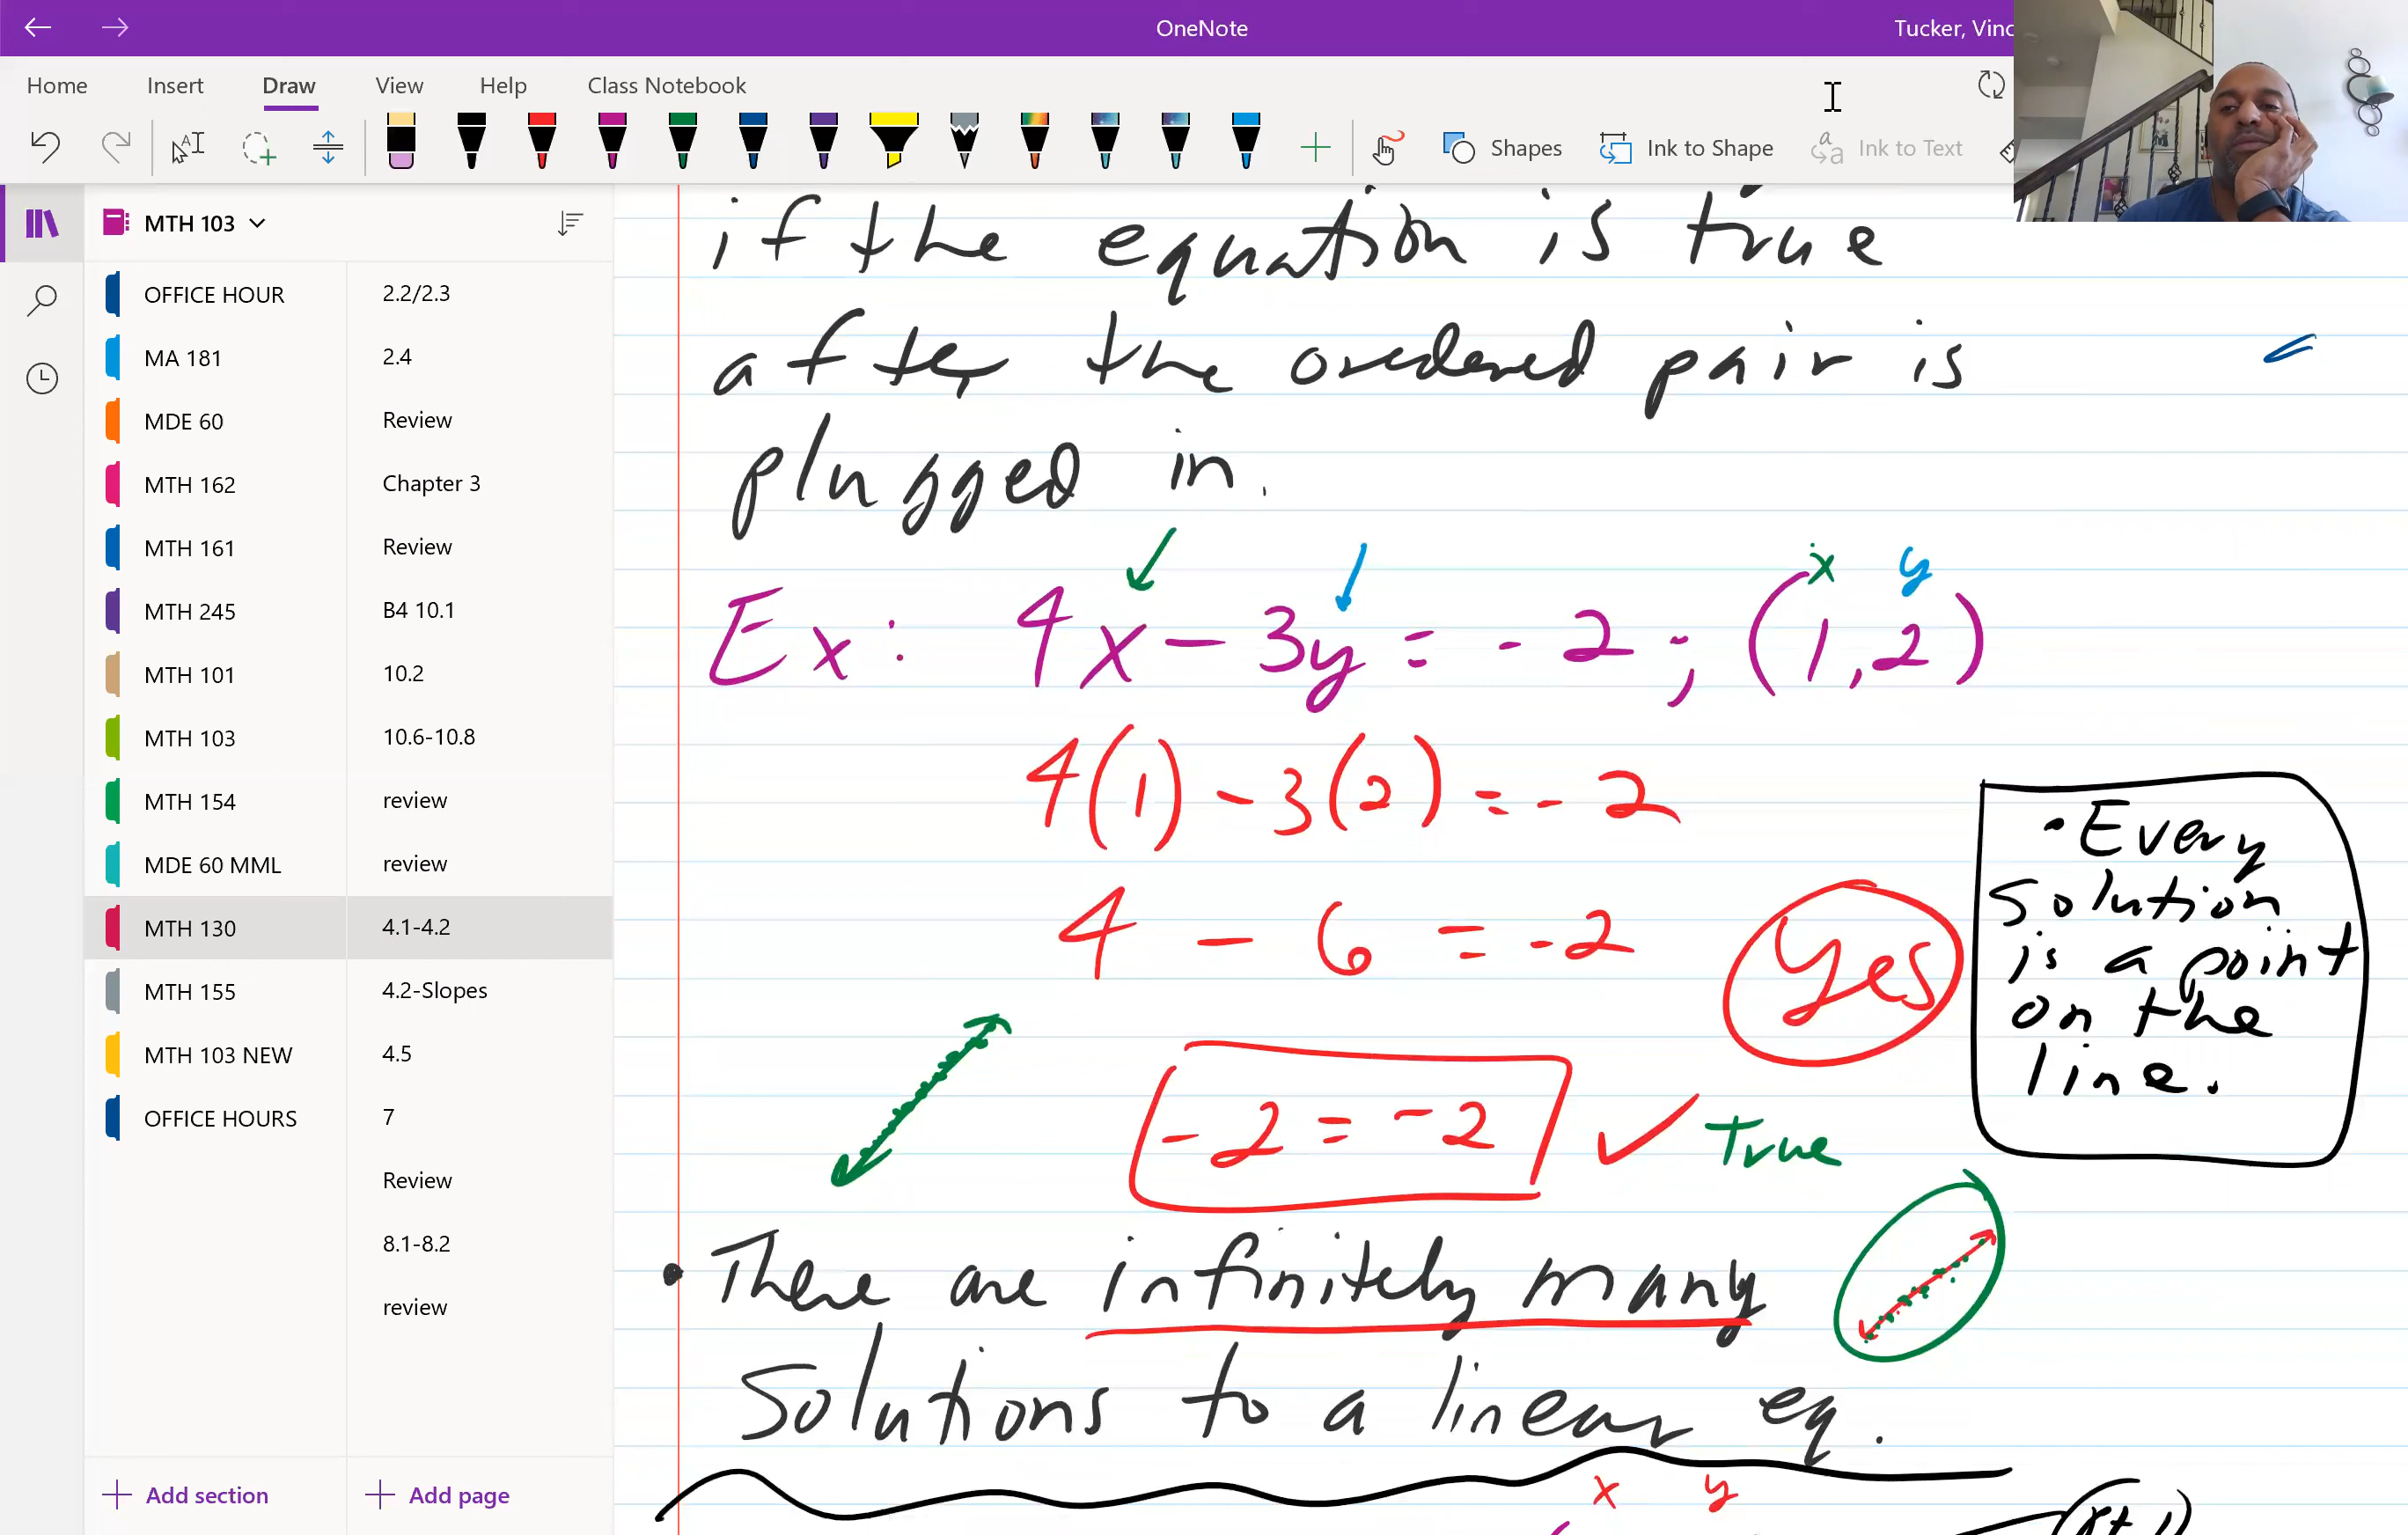 OneNote
Tucker, Vinc
Home Insert Draw View Help Class Notebook
Shapes Ink to Shape Ink to Text
MTH 103
OFFICE HOUR
MA 181
MDE 60
MTH 162
MTH 161
MTH 245
MTH 101
MTH 103
MTH 154
MDE 60 MML
MTH 130
MTH 155
MTH 103 NEW
OFFICE HOURS
Add section
2.2/2.3
2.4
Review
Chapter 3
Review
B4 10.1
10.2
10.6-10.8
review
review
4.1-4.2
4.2-Slopes
4.5
7
Review
8.1-8.2
review
Add page
if the equation is true
after the ordered pair is
plugged in.
x y
Ex: 4x - 3y = -2 ; (1,2)
4(1) - 3(2) = -2
4 - 6 = -2 Yes
-2 = -2 ✓ True
• Every
solution
is a point
on the
line.
• There are infinitely many
solutions to a linear eq.
x y